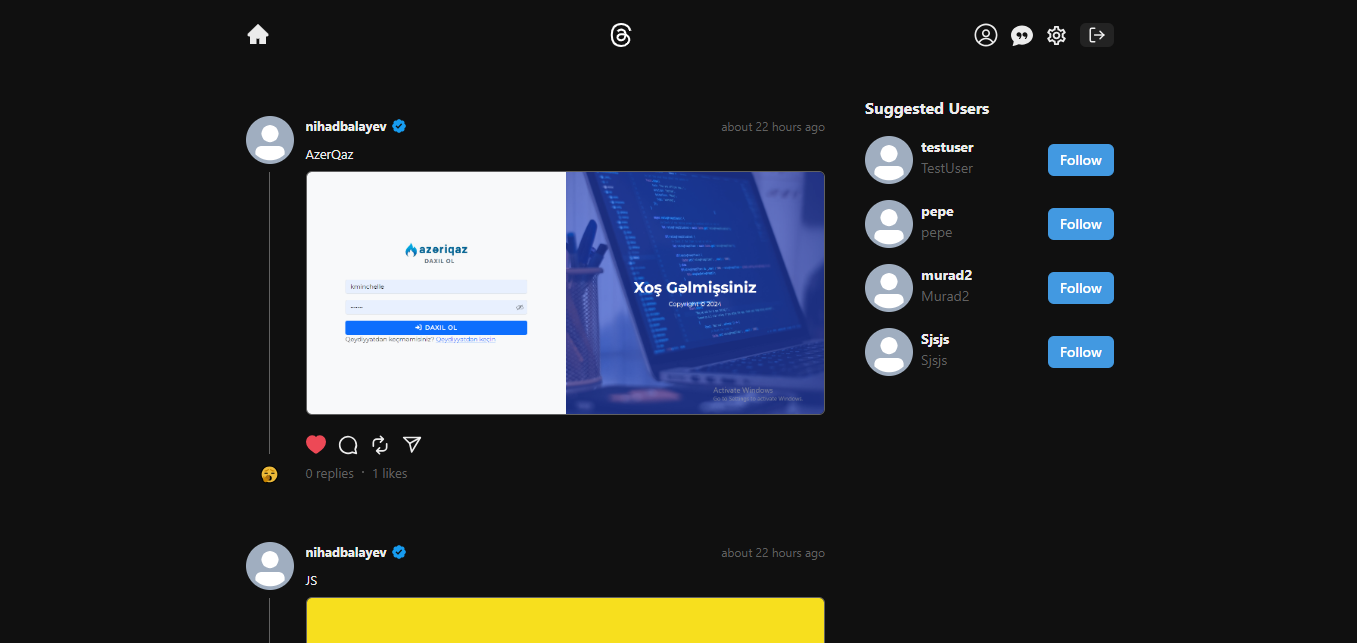 nihadbalayev
about 22 hours ago
AzerQaz
azəriqaz
DAXIL OL
kminchelle
DAXIL OL
Qeydiyyatdan keçməmisiniz? Qeydiyyatdan keçin
Xoş Gəlmişsiniz
Copyright © 2024
Activate Windows
Go to Settings to activate Windows.
0 replies · 1 likes
nihadbalayev
about 22 hours ago
JS
Suggested Users
testuser
TestUser
Follow
pepe
pepe
Follow
murad2
Murad2
Follow
Sjsjs
Sjsjs
Follow